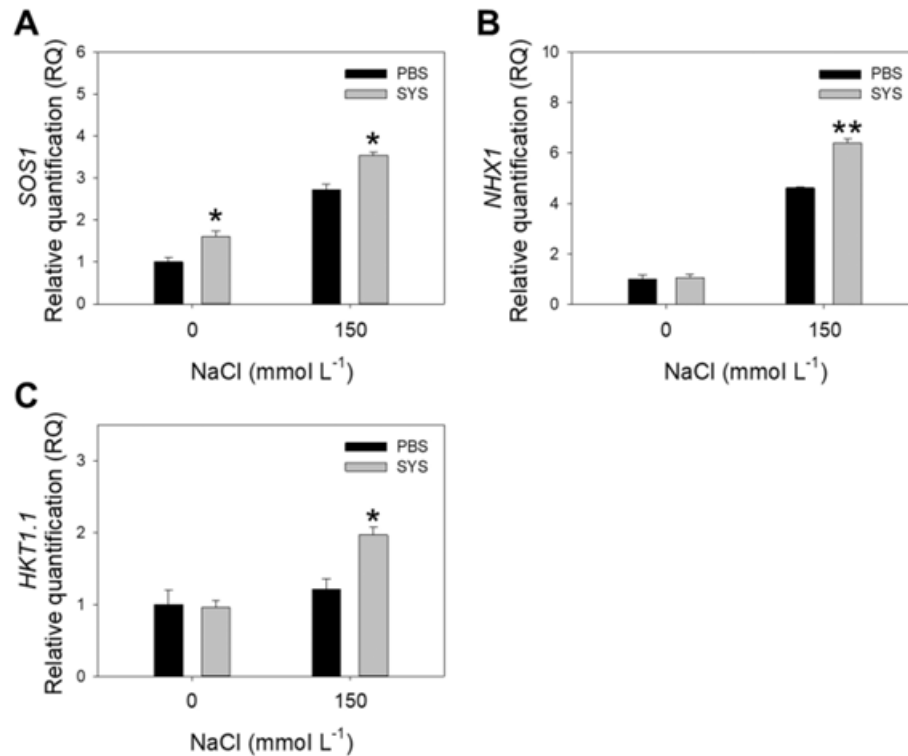 A
SOS1
Relative quantification (RQ)
6
5
4
3
2
1
0
PBS
SYS
*
*
0 150
NaCl (mmol L⁻¹)
B
NHX1
Relative quantification (RQ)
10
8
6
4
2
0
PBS
SYS
**
0 150
NaCl (mmol L⁻¹)
C
HKT1.1
Relative quantification (RQ)
3
2
1
0
PBS
SYS
*
0 150
NaCl (mmol L⁻¹)